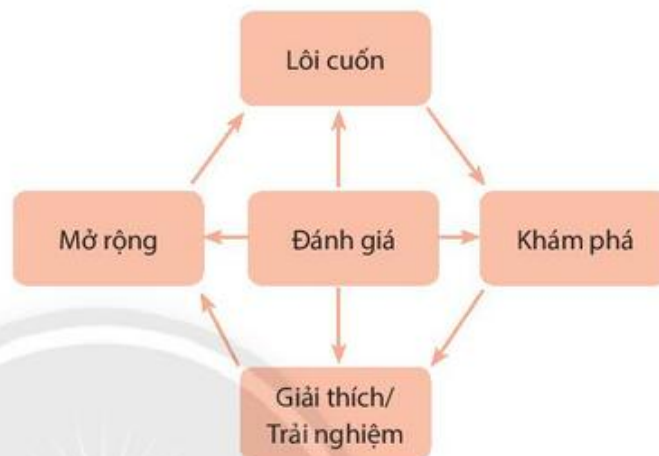 Lôi cuốn
Mở rộng
Đánh giá
Khám phá
Giải thích/
Trải nghiệm